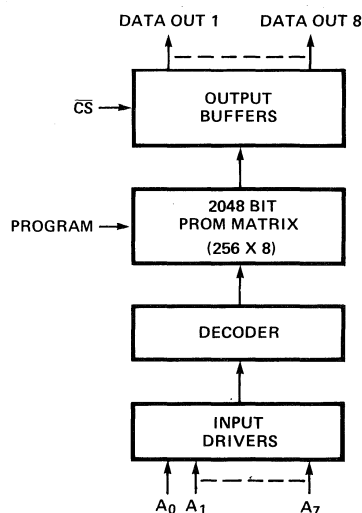 DATA OUT 1 DATA OUT 8
CS
OUTPUT
BUFFERS
PROGRAM
2048 BIT
PROM MATRIX
(256 X 8)
DECODER
INPUT
DRIVERS
A0 A1 A7